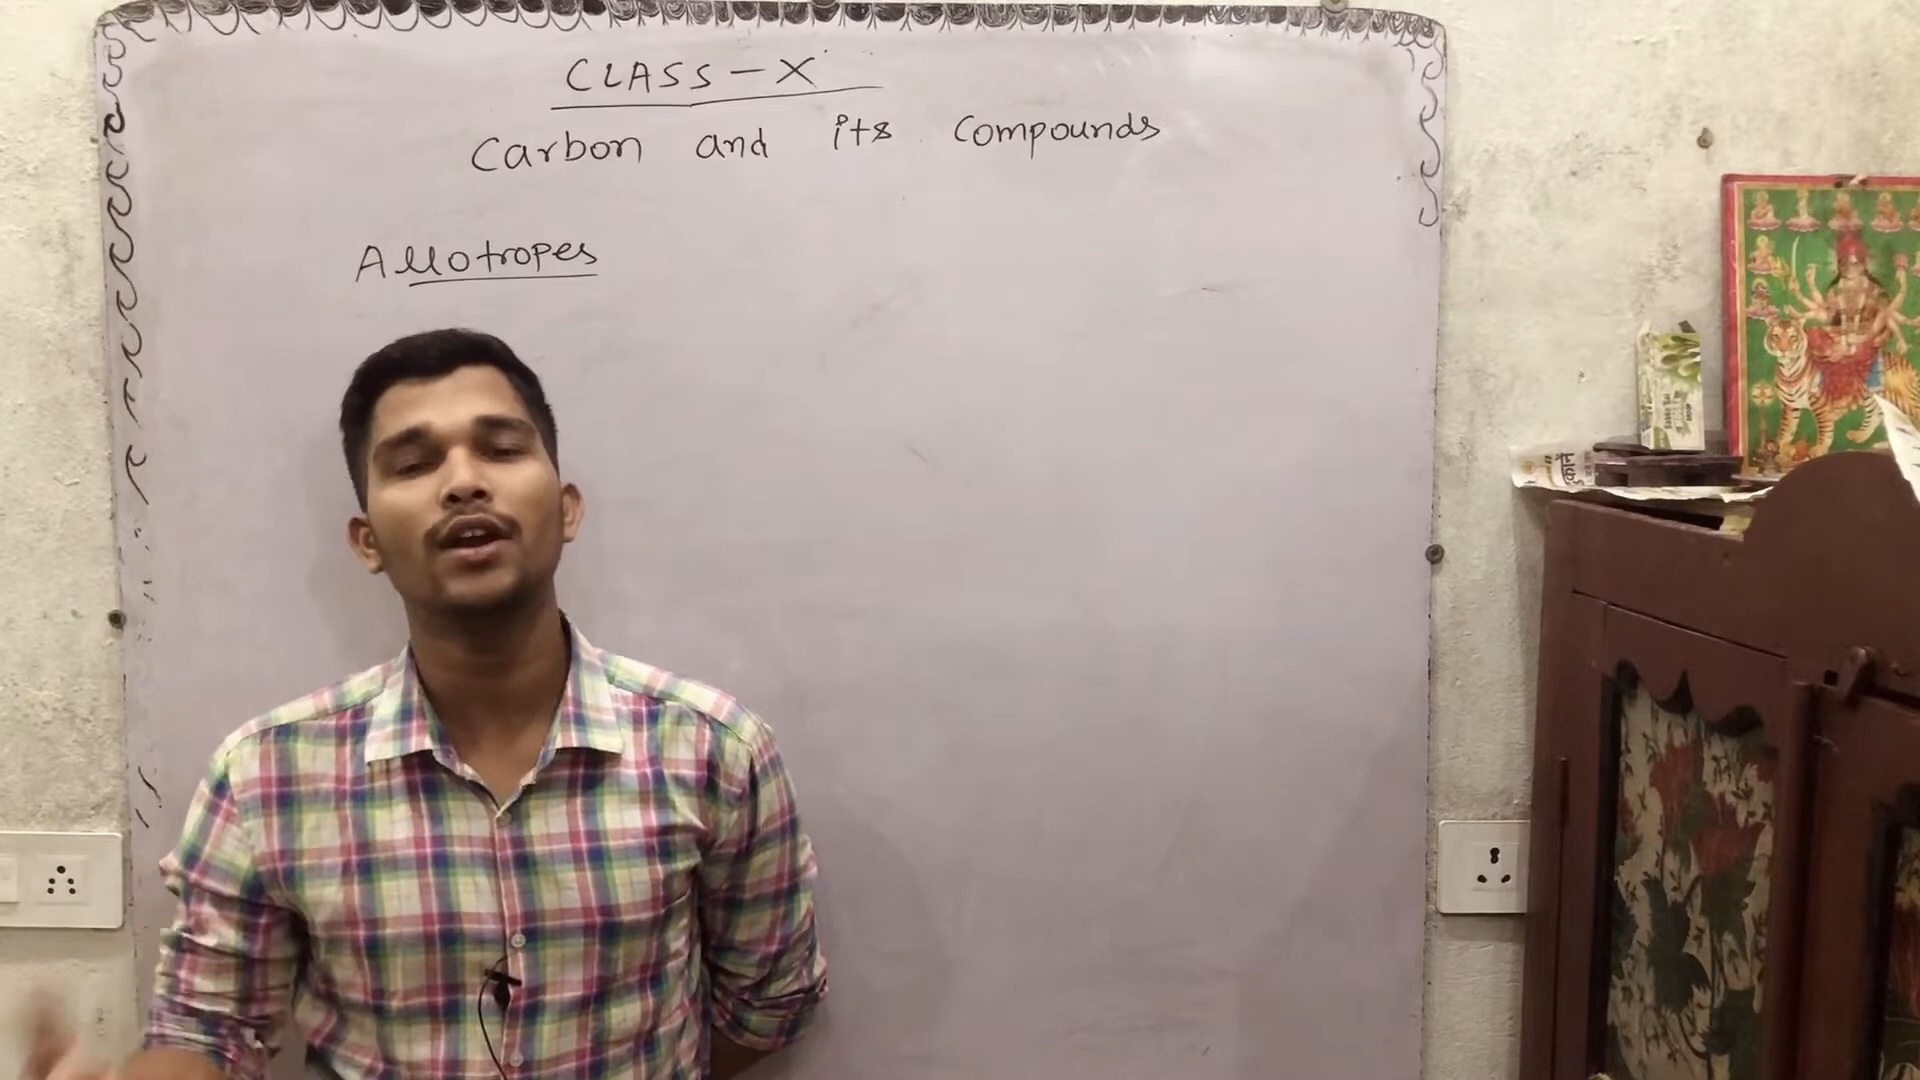 CLASS - X
Carbon and its Compounds
Allotropes
दुकानें